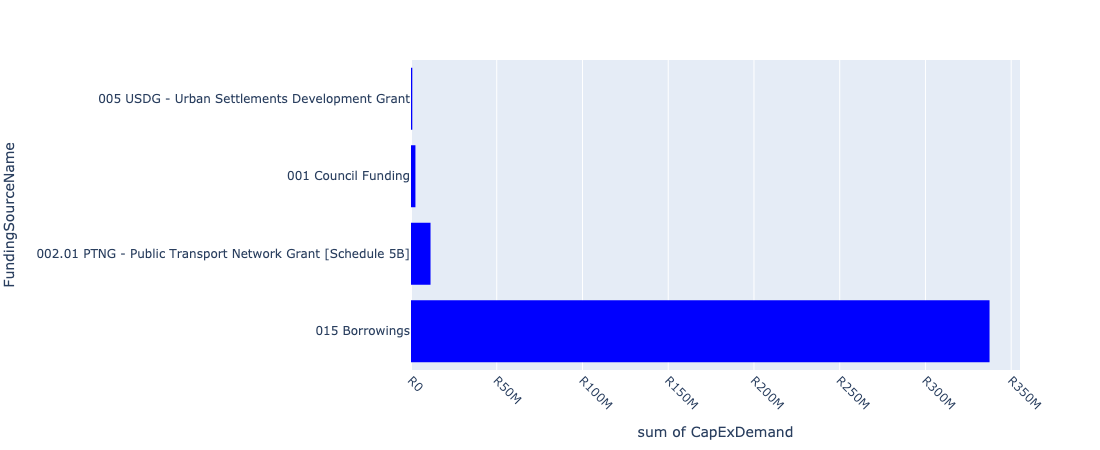 005 USDG - Urban Settlements Development Grant
001 Council Funding
002.01 PTNG - Public Transport Network Grant [Schedule 5B]
015 Borrowings
FundingSourceName
R0
R50M
R100M
R150M
R200M
R250M
R300M
R350M
sum of CapExDemand